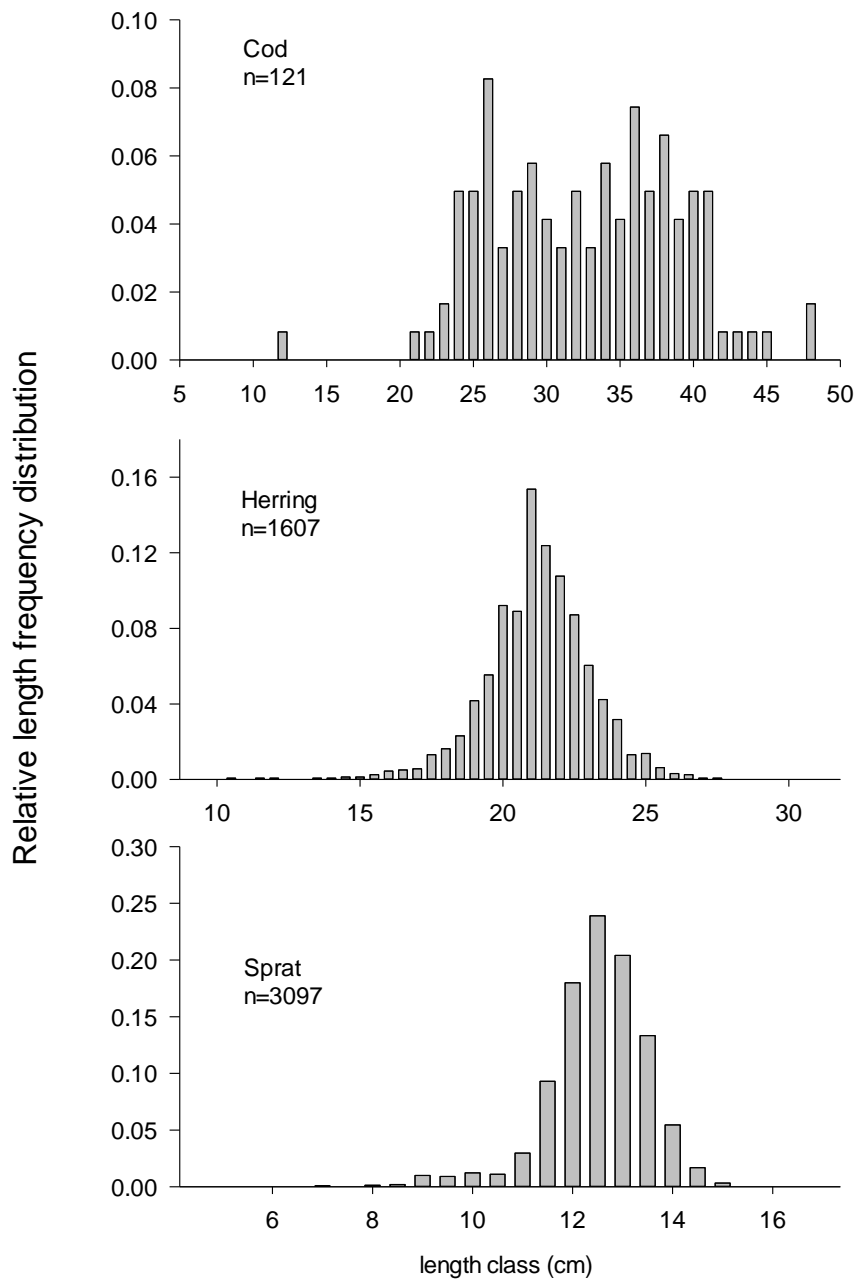 Relative length frequency distribution
0.10
0.08
0.06
0.04
0.02
0.00
Cod
n=121
5 10 15 20 25 30 35 40 45 50
0.16
0.12
0.08
0.04
0.00
Herring
n=1607
10 15 20 25 30
0.30
0.25
0.20
0.15
0.10
0.05
0.00
Sprat
n=3097
6 8 10 12 14 16
length class (cm)